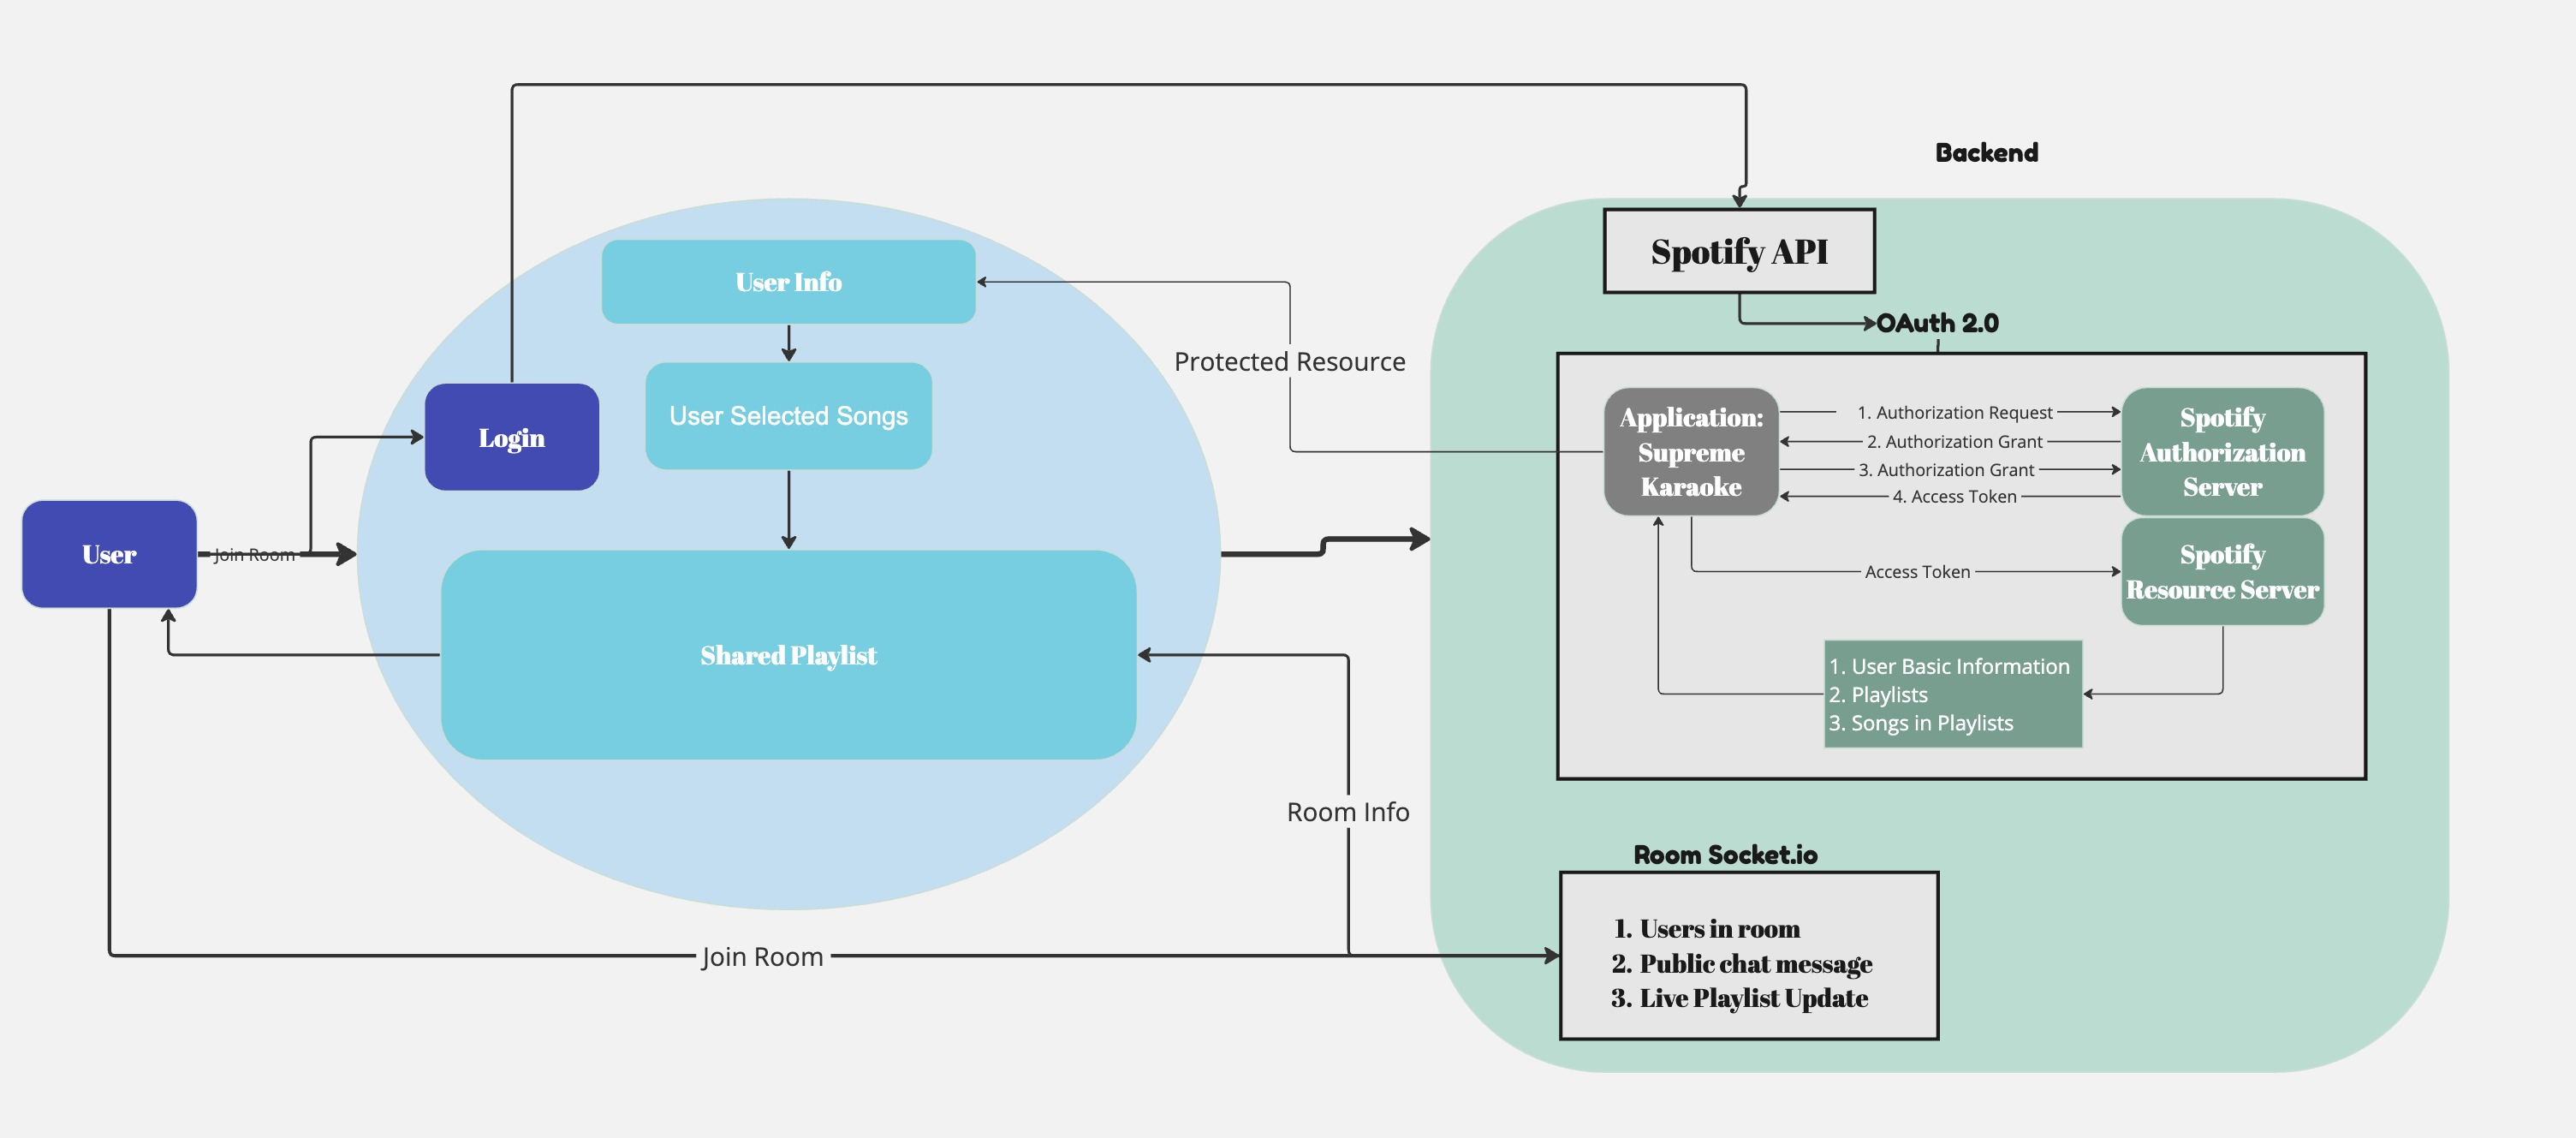 Backend
Spotify API
User Info
OAuth 2.0
Protected Resource
User Selected Songs
Login
Application:
Supreme
Karaoke
1. Authorization Request
2. Authorization Grant
3. Authorization Grant
4. Access Token
Spotify
Authorization
Server
User
Join Room
Access Token
Spotify
Resource Server
Shared Playlist
1. User Basic Information
2. Playlists
3. Songs in Playlists
Room Info
Room Socket.io
Join Room
1. Users in room
2. Public chat message
3. Live Playlist Update